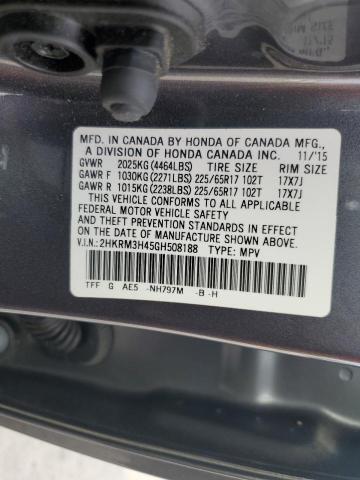 MFD. IN CANADA BY HONDA OF CANADA MFG.,
A DIVISION OF HONDA CANADA INC. 11/'15
GVWR 2025KG (4464LBS) TIRE SIZE RIM SIZE
GAWR F 1030KG (2271LBS) 225/65R17 102T 17X7J
GAWR R 1015KG (2238LBS) 225/65R17 102T 17X7J
THIS VEHICLE CONFORMS TO ALL APPLICABLE
FEDERAL MOTOR VEHICLE SAFETY
AND THEFT PREVENTION STANDARDS IN EFFECT
ON THE DATE OF MANUFACTURE SHOWN ABOVE.
V.I.N.: 2HKRM3H45GH508188 TYPE: MPV
TFF G AE5 -NH797M -B -H